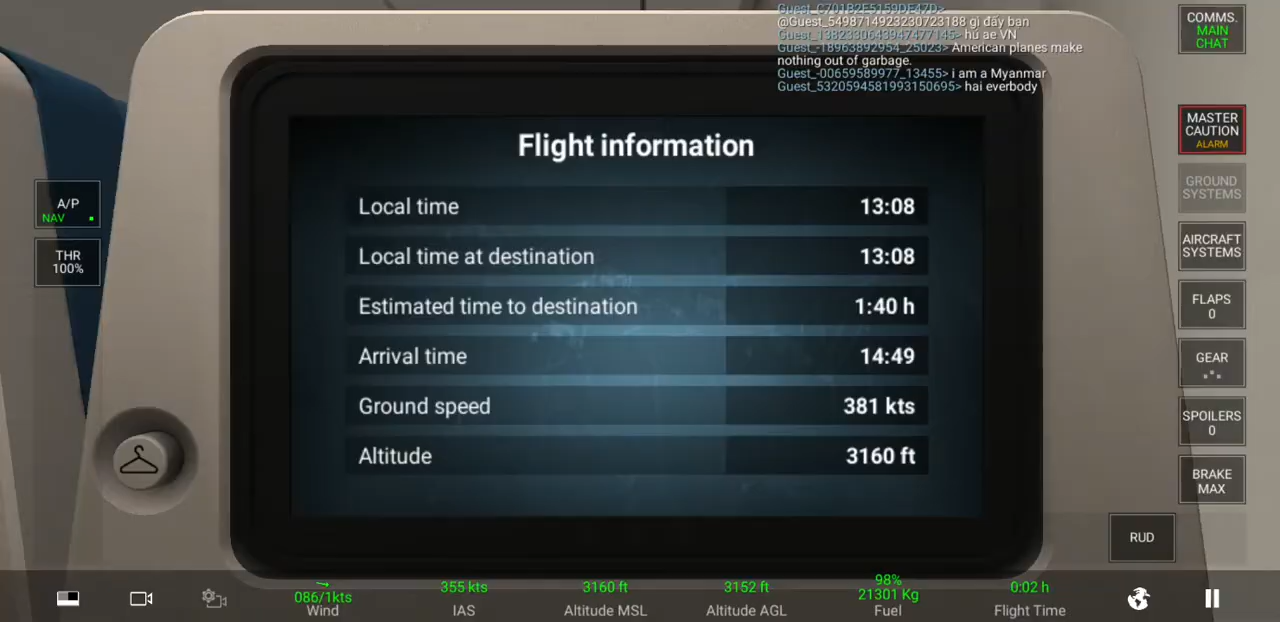 Guest_C701B2E5159DE47D>
@Guest_5498714923230723188 gì đấy bạn
Guest_138233064394747714​5> hú ae VN
Guest_-18963892954_25023> American planes make
nothing out of garbage.
Guest_-00659589977_13455> i am a Myanmar
Guest_5320594581993150695> hai everbody
COMMS.
MAIN
CHAT
MASTER
CAUTION
ALARM
GROUND
SYSTEMS
AIRCRAFT
SYSTEMS
FLAPS
0
GEAR
SPOILERS
0
BRAKE
MAX
RUD
A/P
NAV
THR
100%
Flight information
Local time 13:08
Local time at destination 13:08
Estimated time to destination 1:40 h
Arrival time 14:49
Ground speed 381 kts
Altitude 3160 ft
086/1kts
Wind
355 kts
IAS
3160 ft
Altitude MSL
3152 ft
Altitude AGL
98%
21301 Kg
Fuel
0:02 h
Flight Time